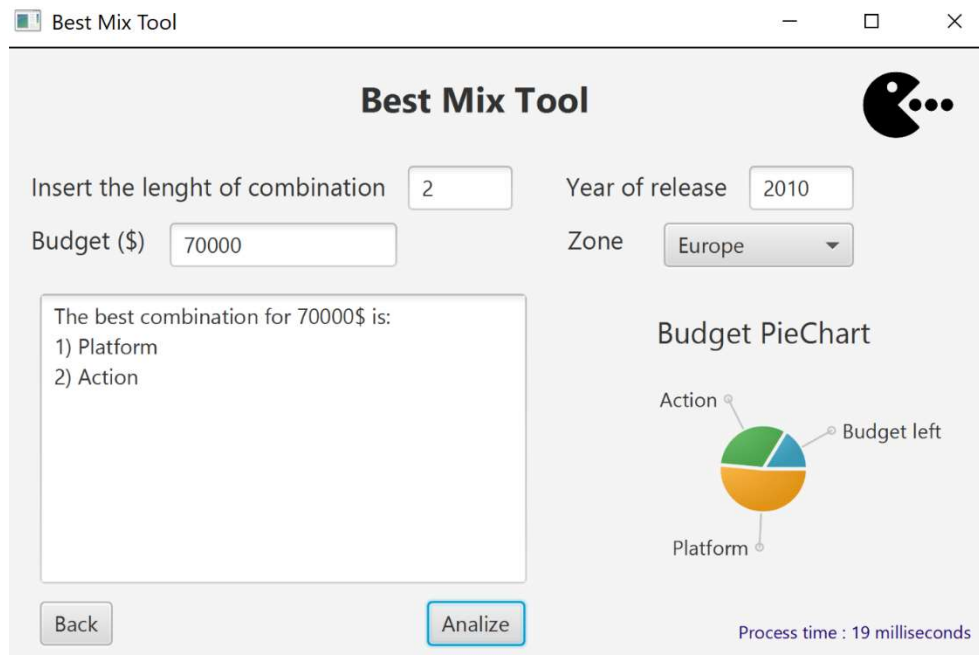 Best Mix Tool
Best Mix Tool
Insert the lenght of combination 2
Year of release 2010
Budget ($) 70000
Zone Europe
The best combination for 70000$ is:
1) Platform
2) Action
Budget PieChart
Action
Budget left
Platform
Back
Analize
Process time : 19 milliseconds